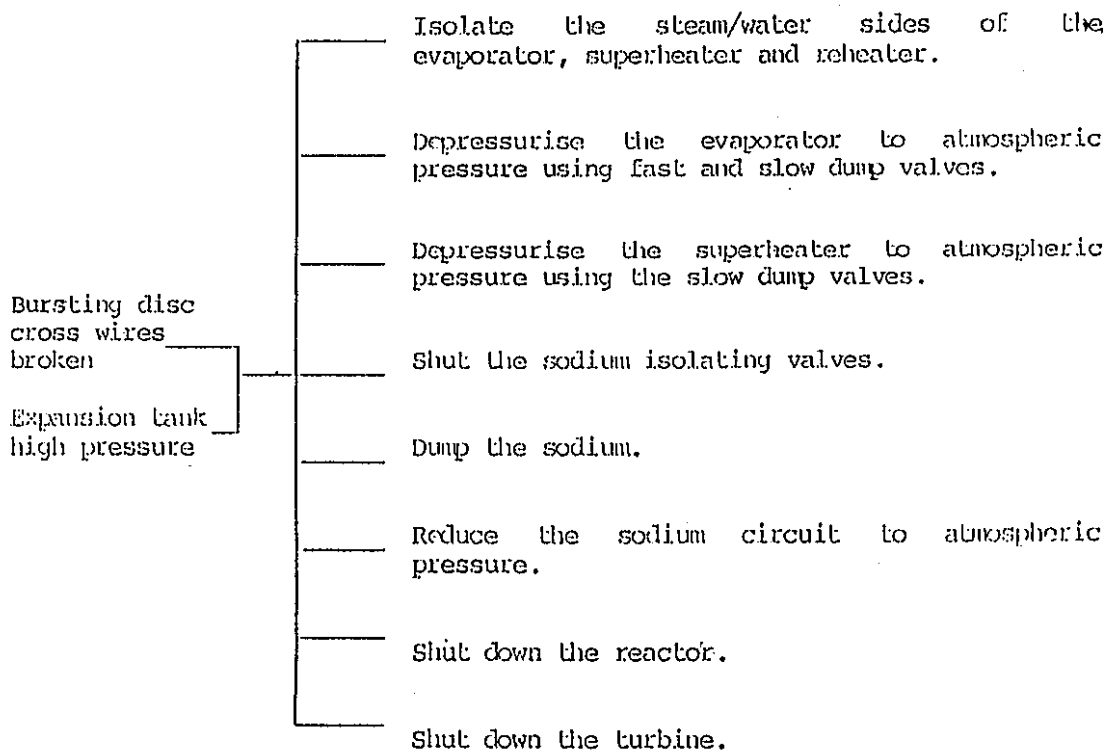 Isolate the steam/water sides of the
evaporator, superheater and reheater.
Depressurise the evaporator to atmospheric
pressure using fast and slow dump valves.
Depressurise the superheater to atmospheric
pressure using the slow dump valves.
Bursting disc
cross wires
broken
Shut the sodium isolating valves.
Expansion tank
high pressure
Dump the sodium.
Reduce the sodium circuit to atmospheric
pressure.
Shut down the reactor.
Shut down the turbine.